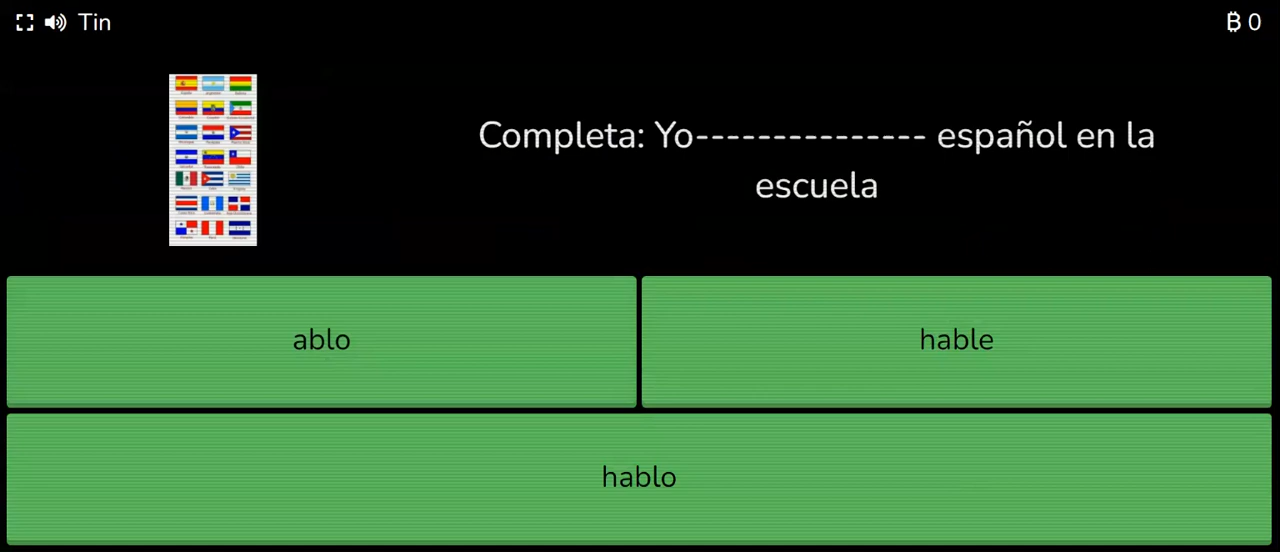 Tin
₿ 0
Completa: Yo--------------- español en la
escuela
ablo
hable
hablo